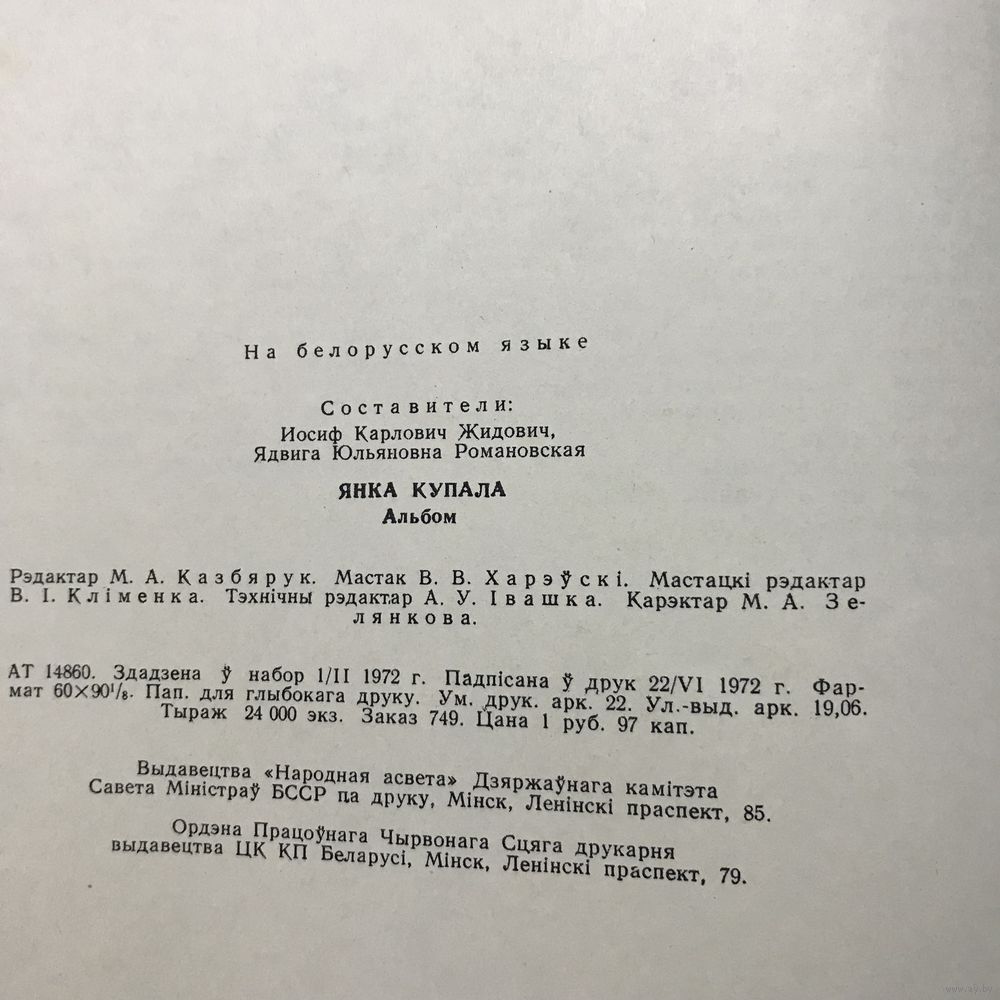 На белорусском языке
Составители:
Иосиф Карлович Жидович,
Ядвига Юльяновна Романовская
ЯНКА КУПАЛА
Альбом
Рэдактар М. А. Казбярук. Мастак В. В. Харэўскі. Мастацкі рэдактар
В. І. Кліменка. Тэхнічны рэдактар А. У. Івашка. Карэктар М. А. Зе-
лянкова.
АТ 14860. Здадзена ў набор 1/II 1972 г. Падпісана ў друк 22/VI 1972 г. Фар-
мат 60×90¹/₈. Пап. для глыбокага друку. Ум. друк. арк. 22. Ул.-выд. арк. 19,06.
Тыраж 24 000 экз. Заказ 749. Цана 1 руб. 97 кап.
Выдавецтва «Народная асвета» Дзяржаўнага камітэта
Савета Міністраў БССР па друку, Мінск, Ленінскі праспект, 85.
Ордэна Працоўнага Чырвонага Сцяга друкарня
выдавецтва ЦК КП Беларусі, Мінск, Ленінскі праспект, 79.
www.ay.by